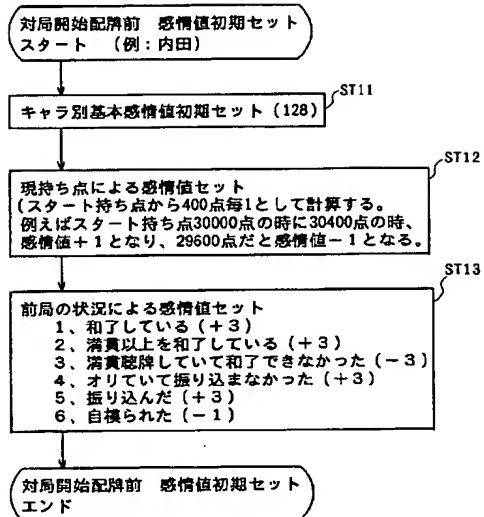 対局開始配牌前 感情値初期セット
スタート (例:内田)
ST11
キャラ別基本感情値初期セット(128)
ST12
現持ち点による感情値セット
(スタート持ち点から400点毎1として計算する。
例えばスタート持ち点30000点の時に30400点の時、
感情値+1となり、29600点だと感情値-1となる。
ST13
前局の状況による感情値セット
1、和了している(+3)
2、満貫以上を和了している(+3)
3、満貫聴牌していて和了できなかった(-3)
4、オリていて振り込まなかった(+3)
5、振り込んだ(+3)
6、自模られた(-1)
対局開始配牌前 感情値初期セット
エンド